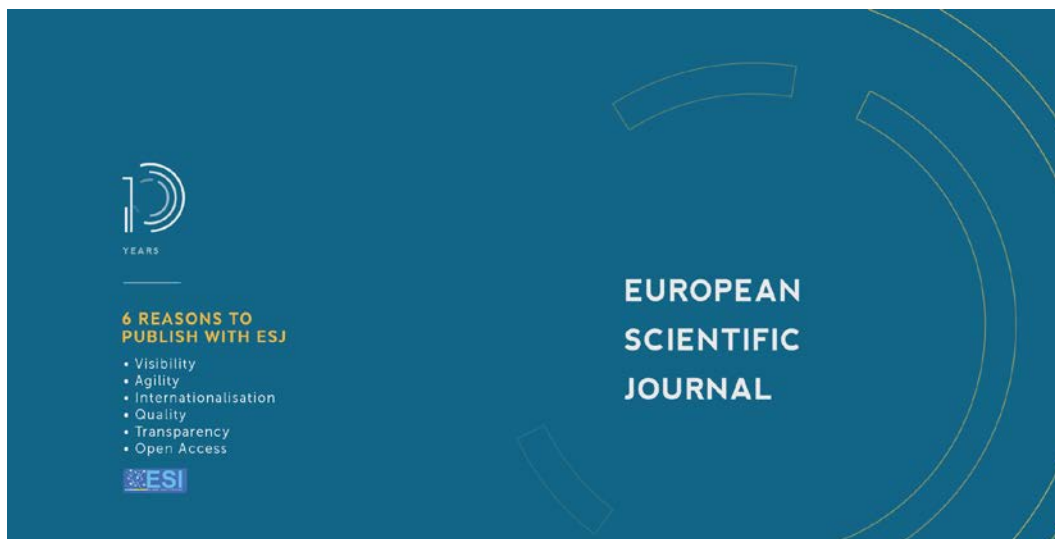 10
YEARS
6 REASONS TO
PUBLISH WITH ESJ
• Visibility
• Agility
• Internationalisation
• Quality
• Transparency
• Open Access
ESI
EUROPEAN
SCIENTIFIC
JOURNAL